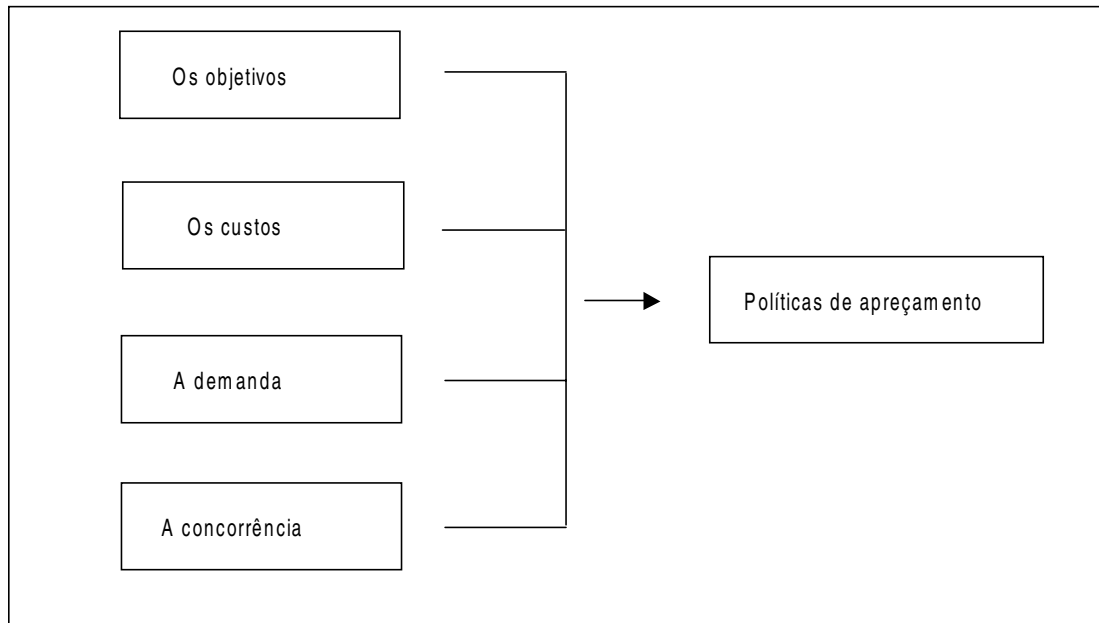 Os objetivos
Os custos
A demanda
A concorrência
Políticas de apreçamento